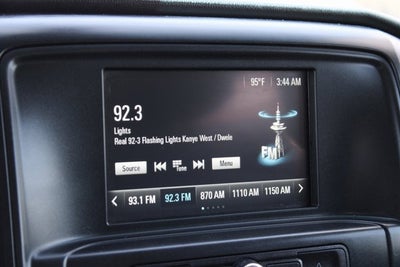 95°F 3:44 AM
92.3
Lights
Real 92-3 Flashing Lights Kanye West / Dwele
FM
Source Tone Menu
93.1 FM 92.3 FM 870 AM 1110 AM 1150 AM